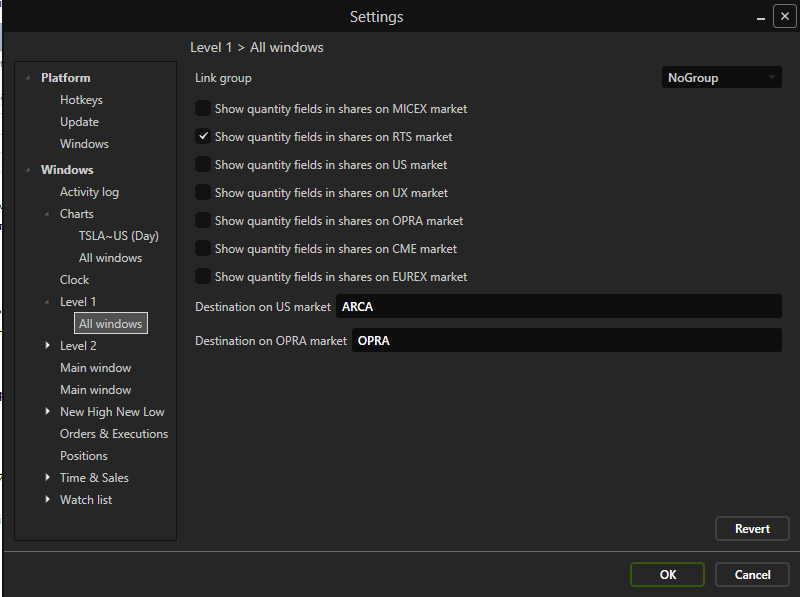 Settings
Level 1 > All windows
Platform
Hotkeys
Update
Windows
Windows
Activity log
Charts
TSLA~US (Day)
All windows
Clock
Level 1
All windows
Level 2
Main window
Main window
New High New Low
Orders & Executions
Positions
Time & Sales
Watch list
Link group
NoGroup
Show quantity fields in shares on MICEX market
Show quantity fields in shares on RTS market
Show quantity fields in shares on US market
Show quantity fields in shares on UX market
Show quantity fields in shares on OPRA market
Show quantity fields in shares on CME market
Show quantity fields in shares on EUREX market
Destination on US market ARCA
Destination on OPRA market OPRA
Revert
OK
Cancel